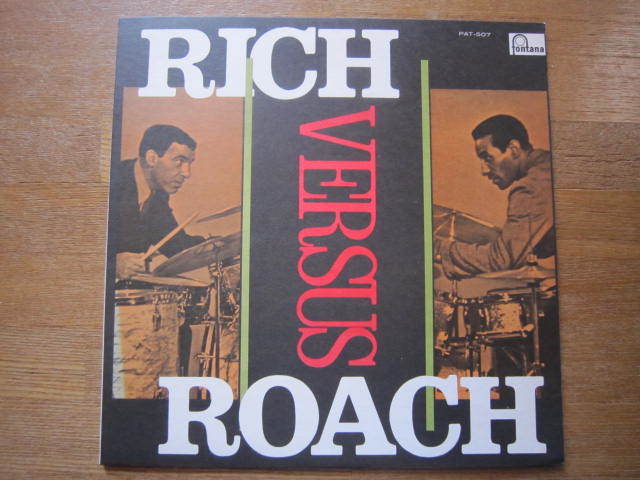 RICH
PAT-507
fontana
VERSUS
ROACH